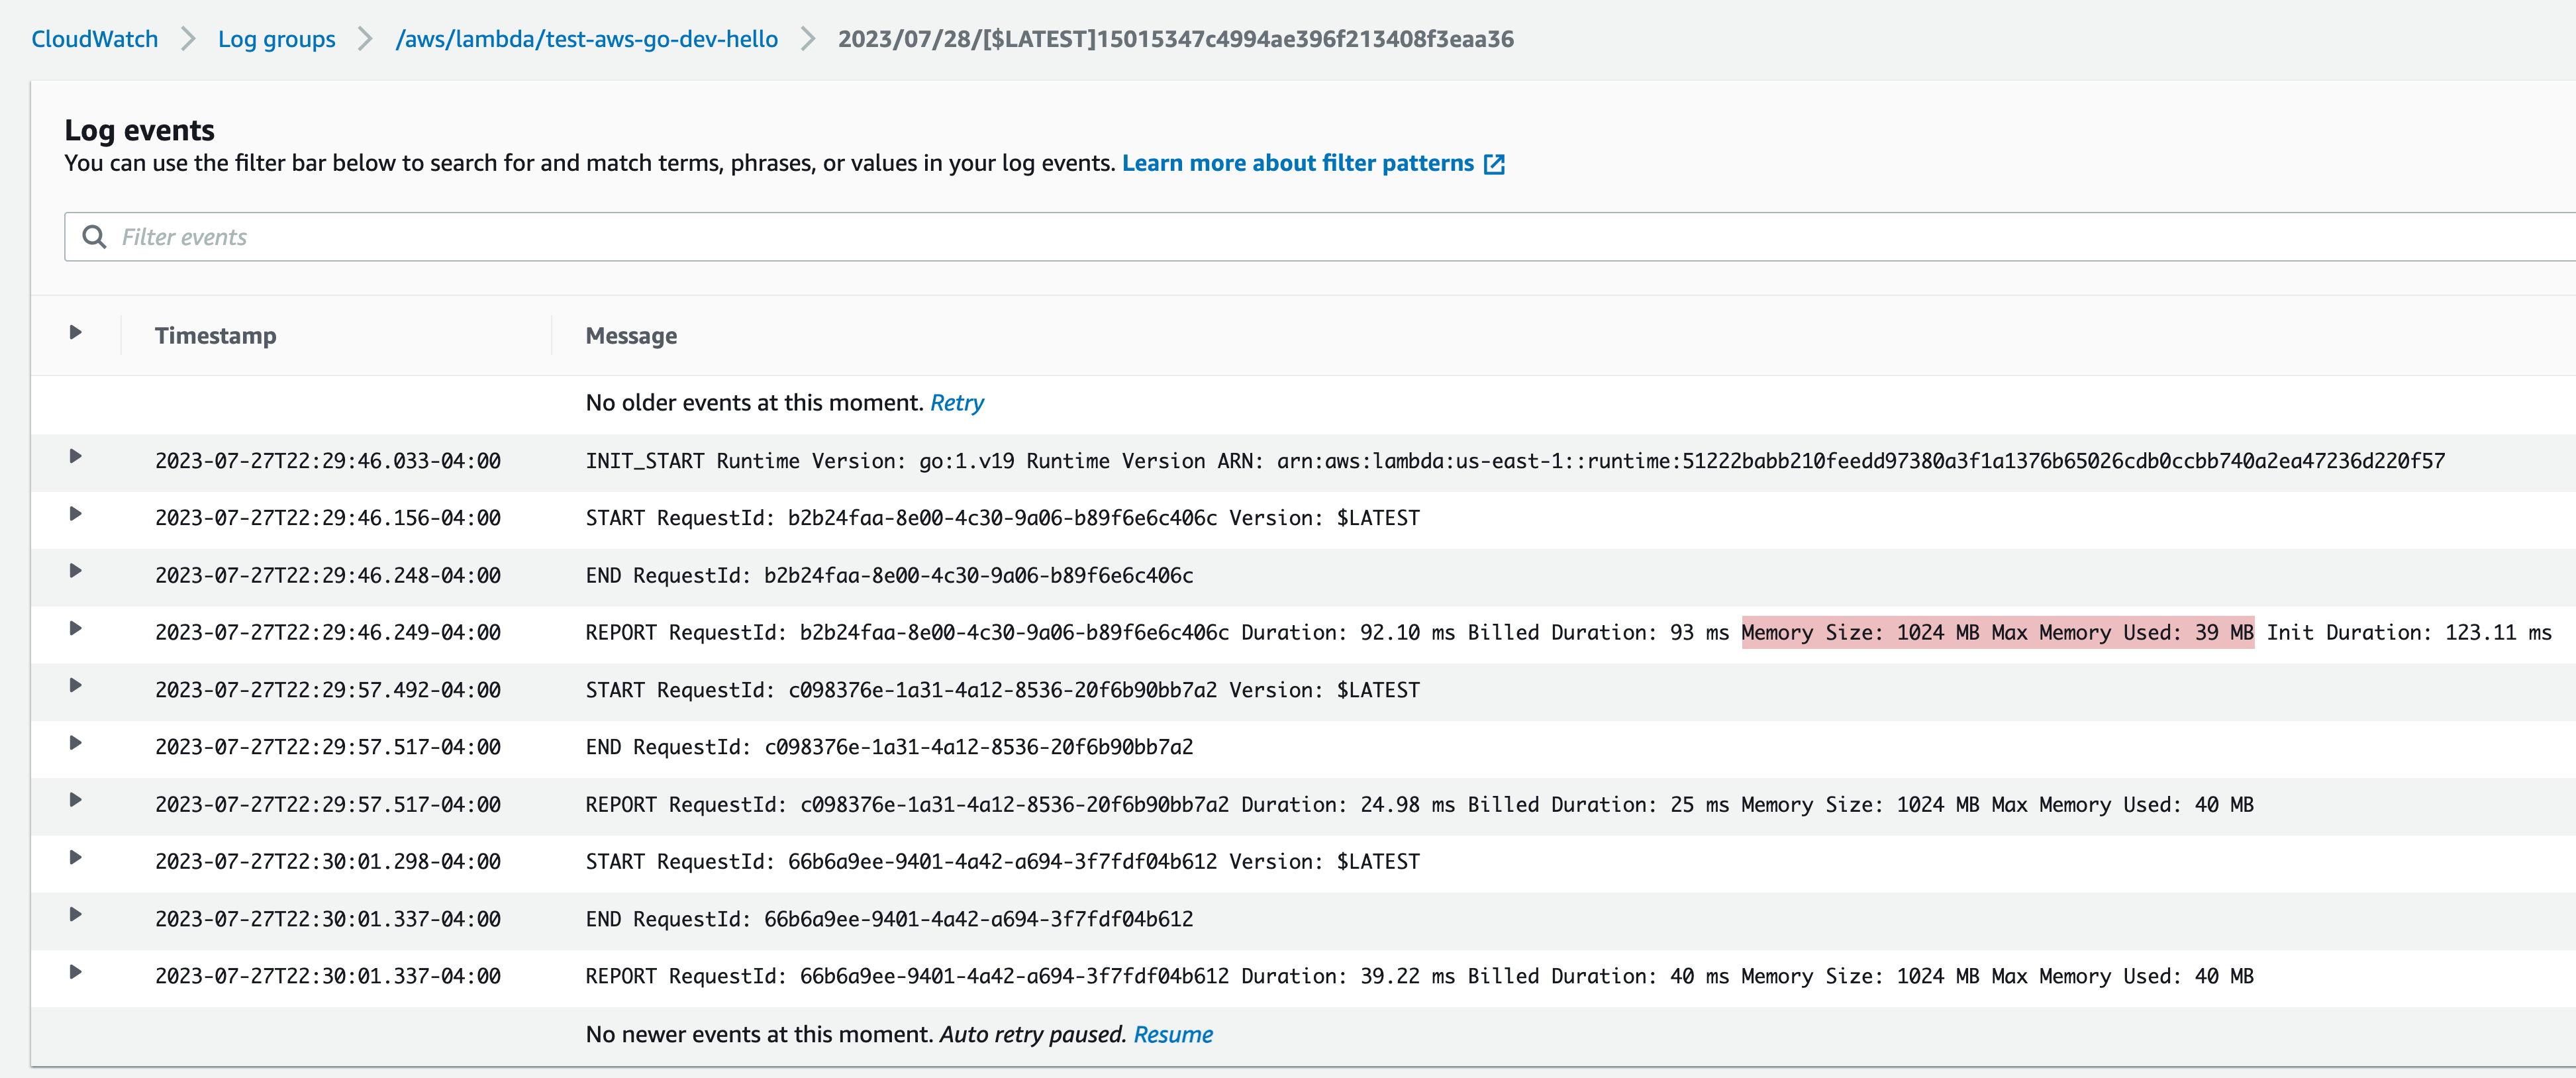 CloudWatch > Log groups > /aws/lambda/test-aws-go-dev-hello > 2023/07/28/[$LATEST]15015347c4994ae396f213408f3eaa36
Log events
You can use the filter bar below to search for and match terms, phrases, or values in your log events. Learn more about filter patterns
Filter events
Timestamp Message
No older events at this moment. Retry
2023-07-27T22:29:46.033-04:00 INIT_START Runtime Version: go:1.v19 Runtime Version ARN: arn:aws:lambda:us-east-1::runtime:51222babb210feedd97380a3f1a1376b65026cdb0ccbb740a2ea47236d220f57
2023-07-27T22:29:46.156-04:00 START RequestId: b2b24faa-8e00-4c30-9a06-b89f6e6c406c Version: $LATEST
2023-07-27T22:29:46.248-04:00 END RequestId: b2b24faa-8e00-4c30-9a06-b89f6e6c406c
2023-07-27T22:29:46.249-04:00 REPORT RequestId: b2b24faa-8e00-4c30-9a06-b89f6e6c406c Duration: 92.10 ms Billed Duration: 93 ms Memory Size: 1024 MB Max Memory Used: 39 MB Init Duration: 123.11 ms
2023-07-27T22:29:57.492-04:00 START RequestId: c098376e-1a31-4a12-8536-20f6b90bb7a2 Version: $LATEST
2023-07-27T22:29:57.517-04:00 END RequestId: c098376e-1a31-4a12-8536-20f6b90bb7a2
2023-07-27T22:29:57.517-04:00 REPORT RequestId: c098376e-1a31-4a12-8536-20f6b90bb7a2 Duration: 24.98 ms Billed Duration: 25 ms Memory Size: 1024 MB Max Memory Used: 40 MB
2023-07-27T22:30:01.298-04:00 START RequestId: 66b6a9ee-9401-4a42-a694-3f7fdf04b612 Version: $LATEST
2023-07-27T22:30:01.337-04:00 END RequestId: 66b6a9ee-9401-4a42-a694-3f7fdf04b612
2023-07-27T22:30:01.337-04:00 REPORT RequestId: 66b6a9ee-9401-4a42-a694-3f7fdf04b612 Duration: 39.22 ms Billed Duration: 40 ms Memory Size: 1024 MB Max Memory Used: 40 MB
No newer events at this moment. Auto retry paused. Resume